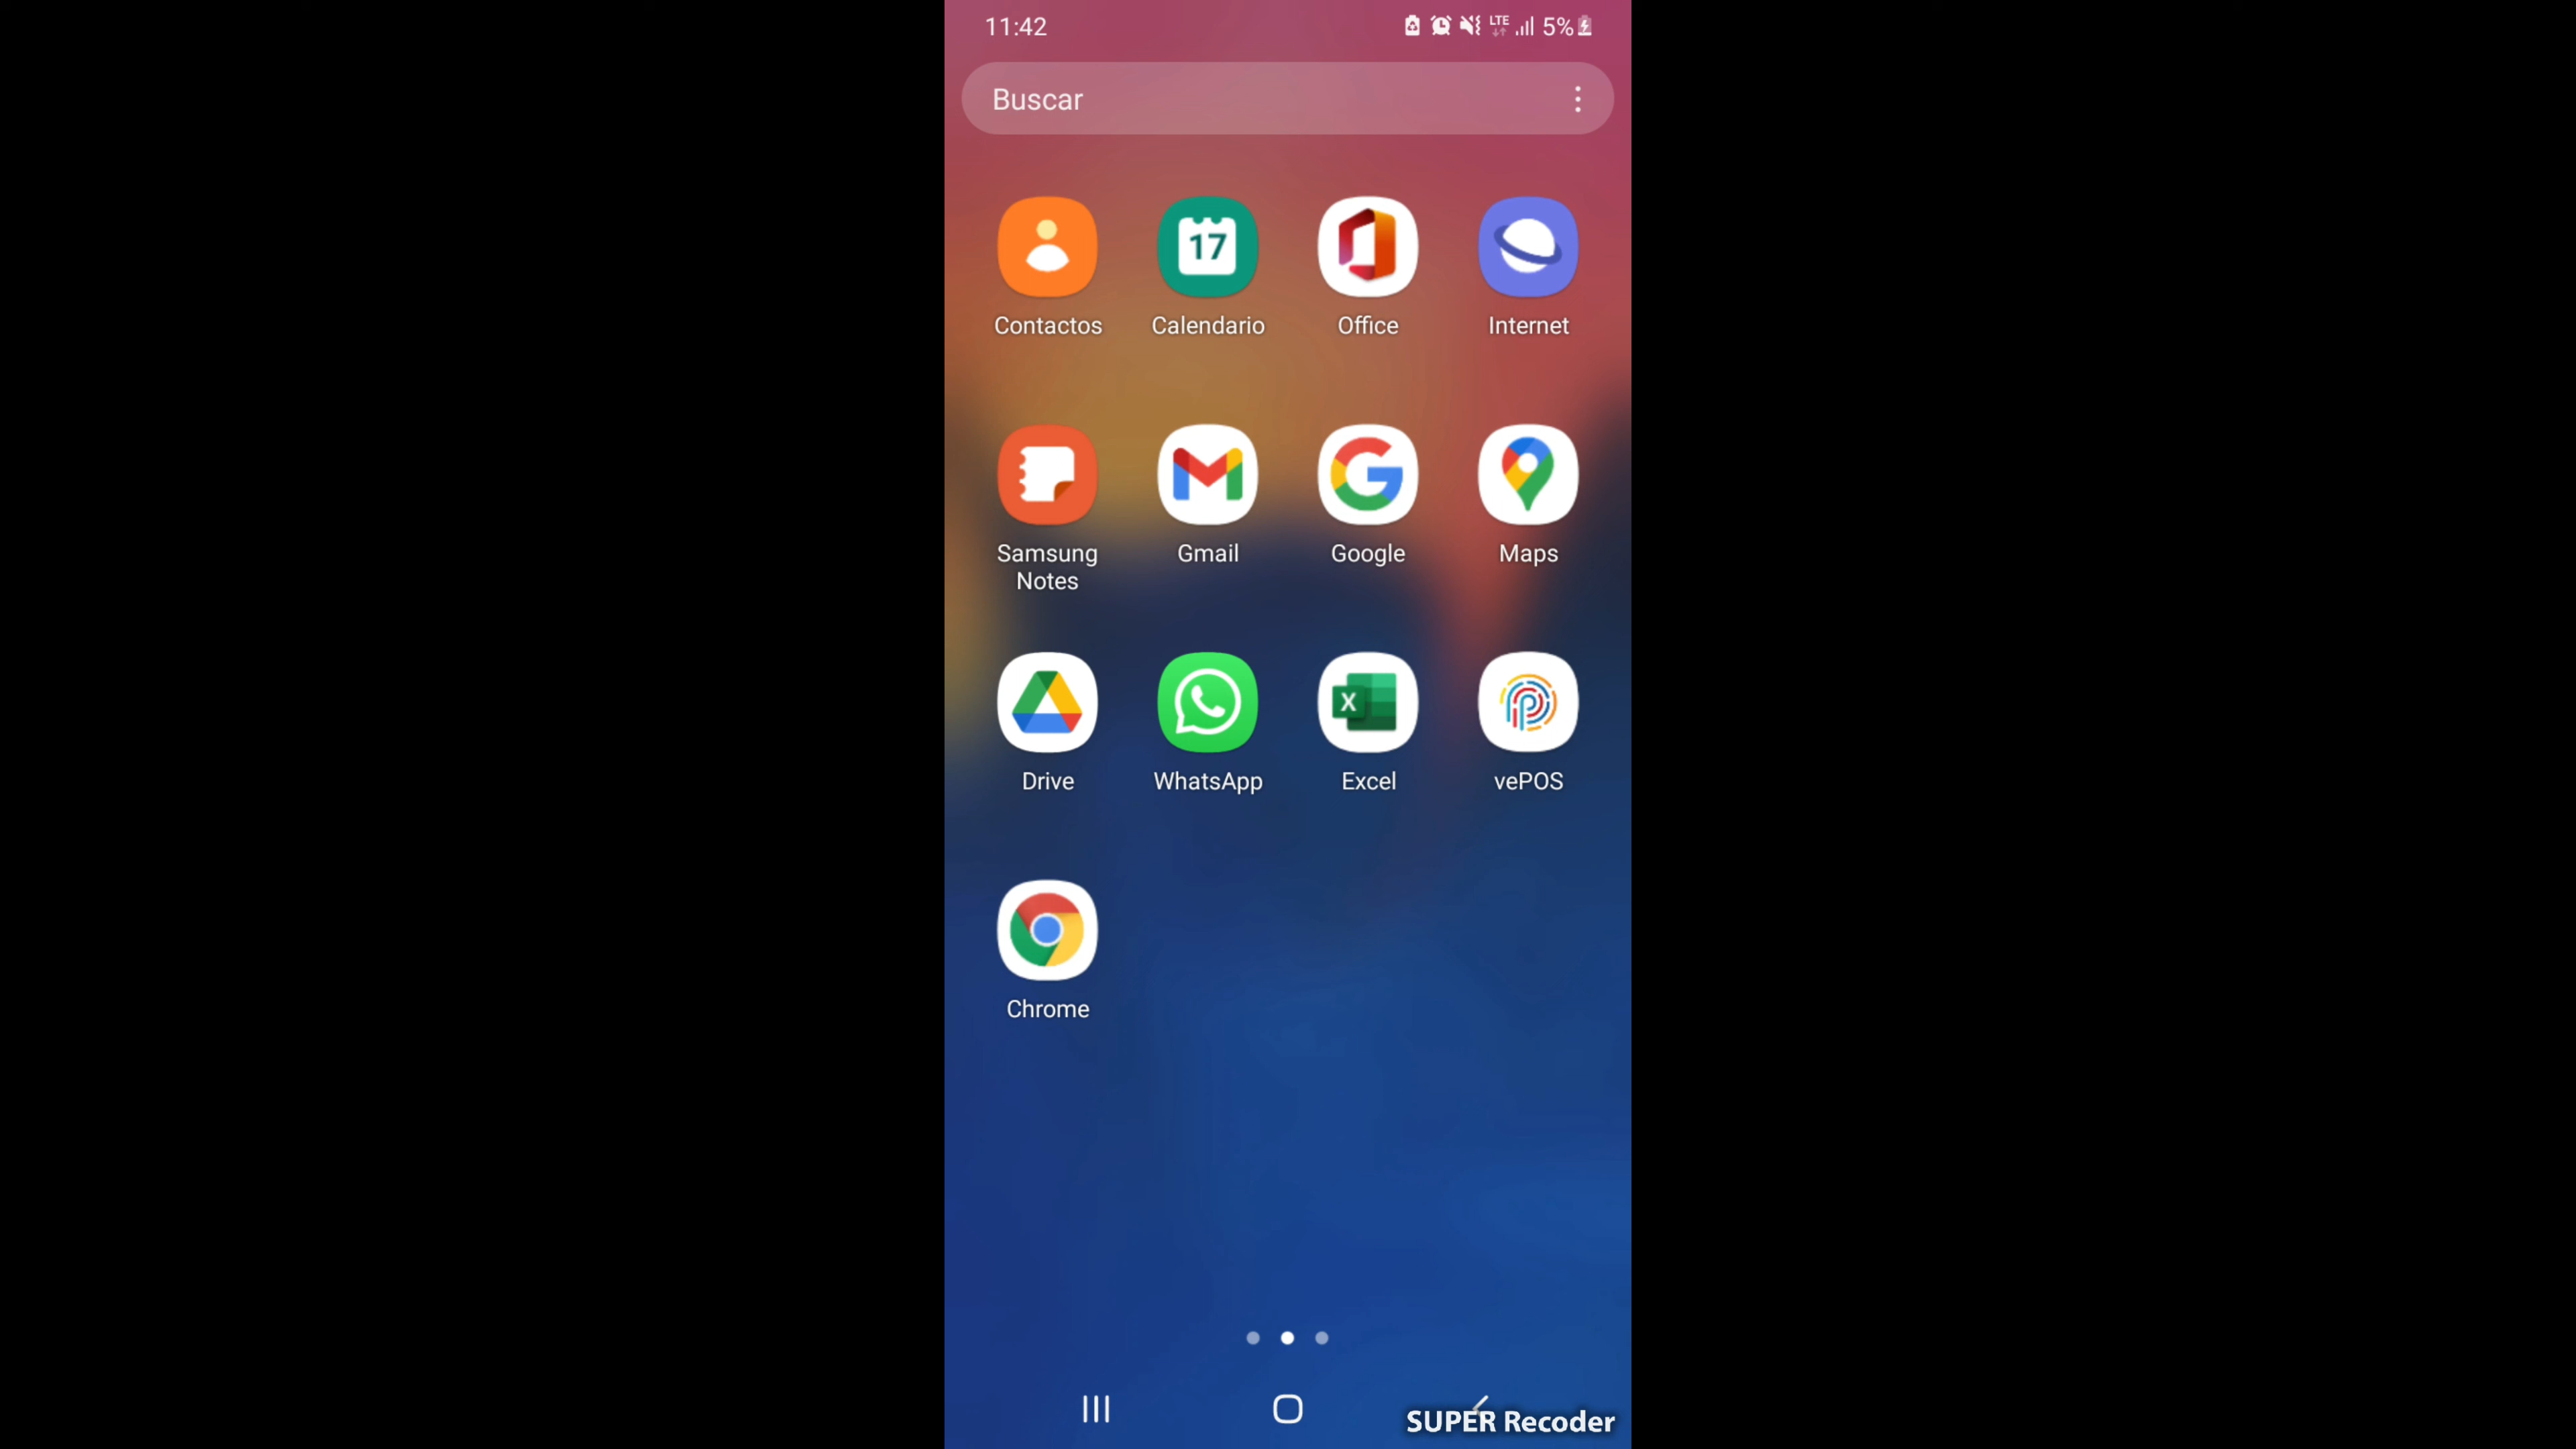 11:42 LTE 5%
Buscar
17
Contactos Calendario Office Internet
Samsung Notes Gmail Google Maps
X
Drive WhatsApp Excel vePOS
Chrome
SUPER Recoder